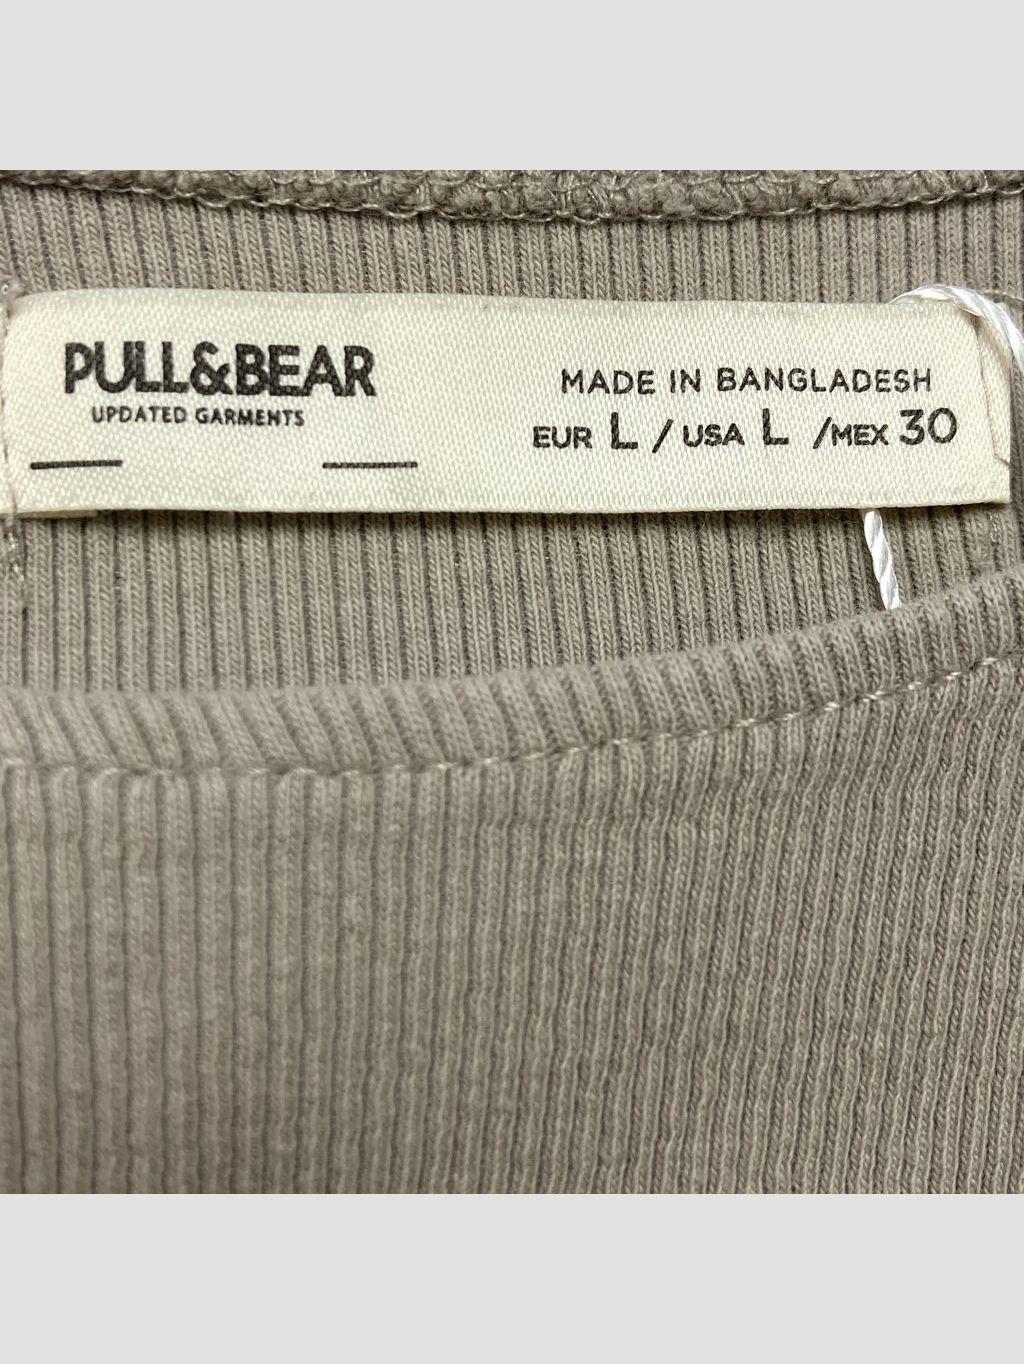 PULL&BEAR
UPDATED GARMENTS
MADE IN BANGLADESH
EUR L / USA L /MEX 30